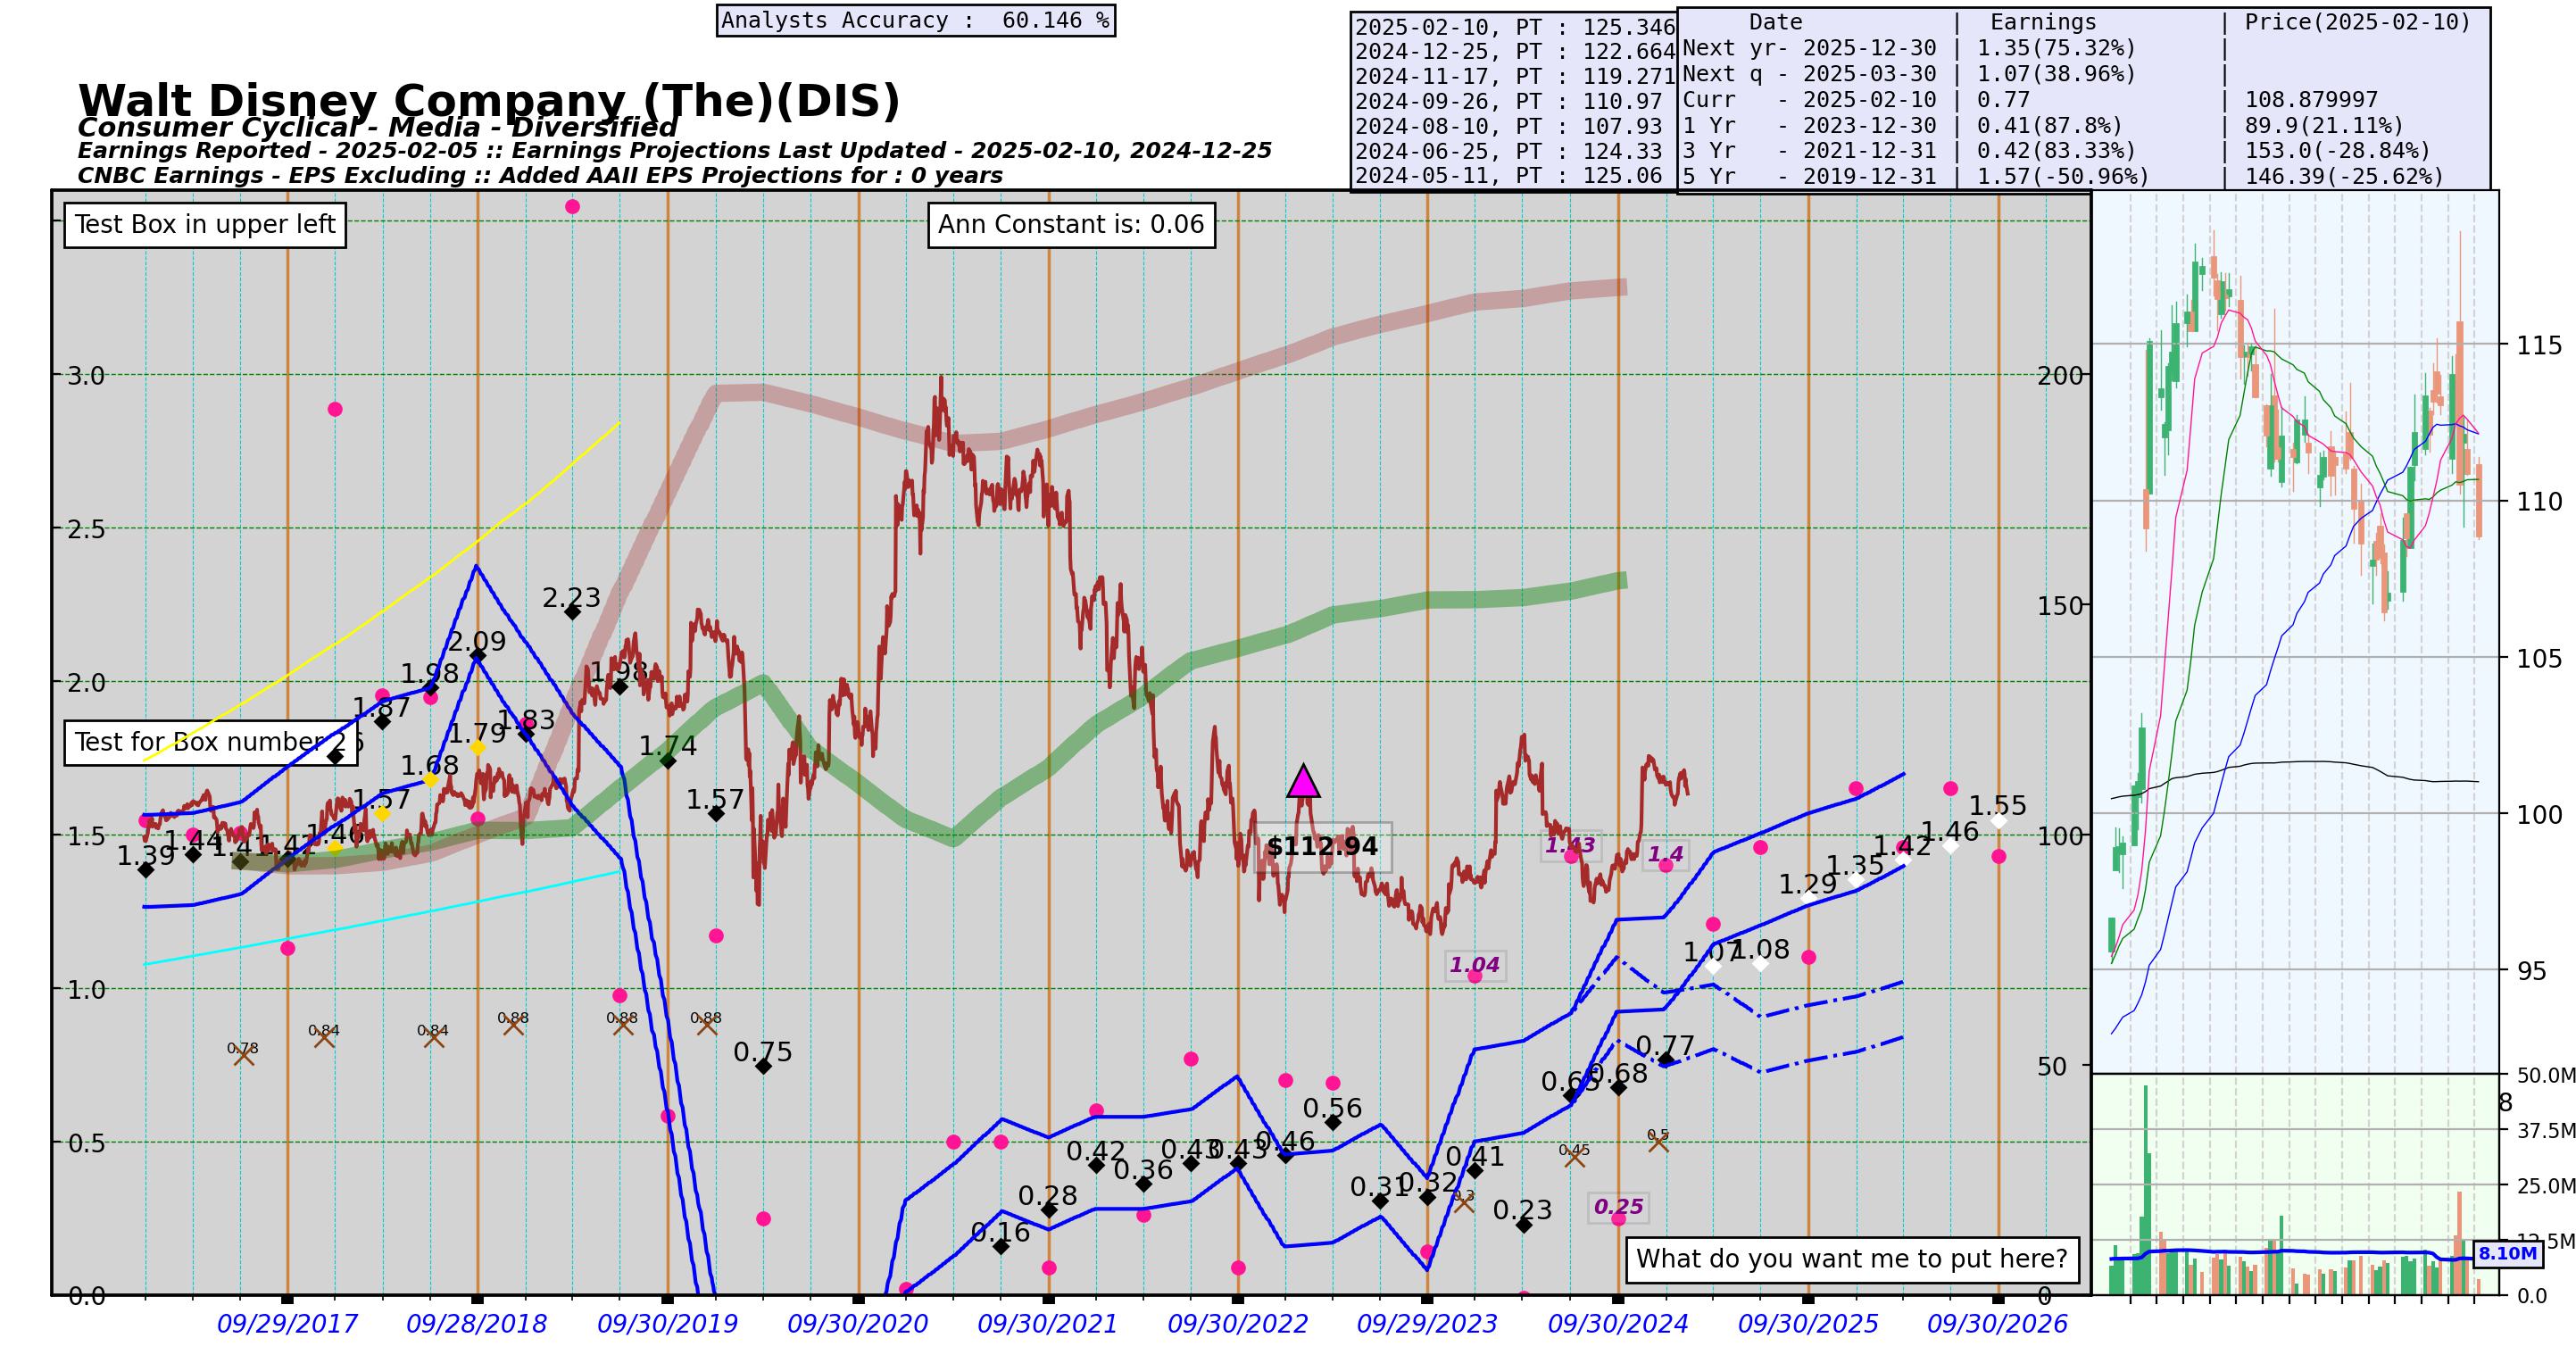 Analysts Accuracy :  60.146 %
2025-02-10, PT : 125.346
2024-12-25, PT : 122.664
2024-11-17, PT : 119.271
2024-09-26, PT : 110.97
2024-08-10, PT : 107.93
2024-06-25, PT : 124.33
2024-05-11, PT : 125.06
Date | Earnings | Price(2025-02-10)
Next yr- 2025-12-30 | 1.35(75.32%) |
Next q - 2025-03-30 | 1.07(38.96%) |
Curr - 2025-02-10 | 0.77 | 108.879997
1 Yr - 2023-12-30 | 0.41(87.8%) | 89.9(21.11%)
3 Yr - 2021-12-31 | 0.42(83.33%) | 153.0(-28.84%)
5 Yr - 2019-12-31 | 1.57(-50.96%) | 146.39(-25.62%)
Walt Disney Company (The)(DIS)
Consumer Cyclical - Media - Diversified
Earnings Reported - 2025-02-05 :: Earnings Projections Last Updated - 2025-02-10, 2024-12-25
CNBC Earnings - EPS Excluding :: Added AAII EPS Projections for : 0 years
Test Box in upper left
Ann Constant is: 0.06
Test for Box number 2
3.0
2.5
2.0
1.5
1.0
0.5
0.0
1.39
1.44
1.42
1.46
1.57
1.87
1.68
1.98
1.79
2.09
1.83
2.23
1.98
1.74
1.57
0.75
0.78
0.84
0.84
0.88
0.88
0.88
0.16
0.28
0.42
0.36
0.43
0.43
0.46
0.56
0.31
0.32
0.41
0.23
0.65
0.68
0.77
1.07
1.08
1.29
1.35
1.42
1.46
1.55
$112.94
1.04
1.43
1.4
0.25
0.3
0.45
0.5
What do you want me to put here?
200
150
100
50
0
115
110
105
100
95
50.0M
8
37.5M
25.0M
12.5M
8.10M
0.0
09/29/2017
09/28/2018
09/30/2019
09/30/2020
09/30/2021
09/30/2022
09/29/2023
09/30/2024
09/30/2025
09/30/2026